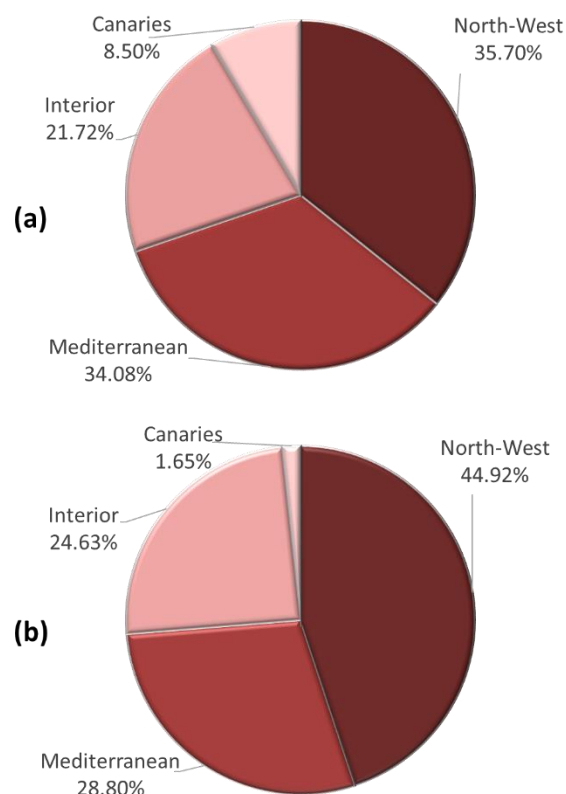 Canaries
8.50%
North-West
35.70%
Interior
21.72%
(a)
Mediterranean
34.08%
Canaries
1.65%
North-West
44.92%
Interior
24.63%
(b)
Mediterranean
28.80%